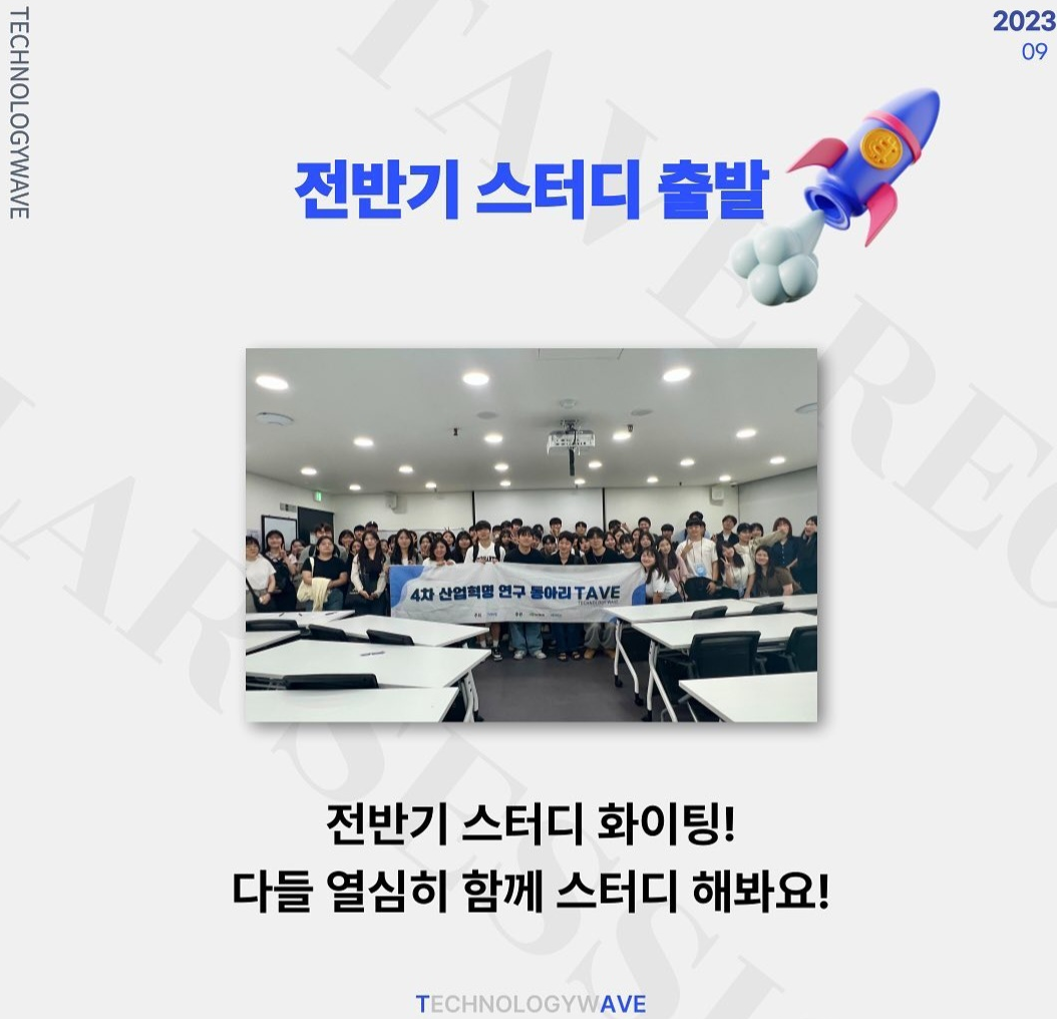 TECHNOLOGYWAVE
2023
09
전반기 스터디 출발
4차 산업혁명 연구 동아리 TAVE
TECHNOLOGY WAVE
전반기 스터디 화이팅!
다들 열심히 함께 스터디 해봐요!
TECHNOLOGYWAVE